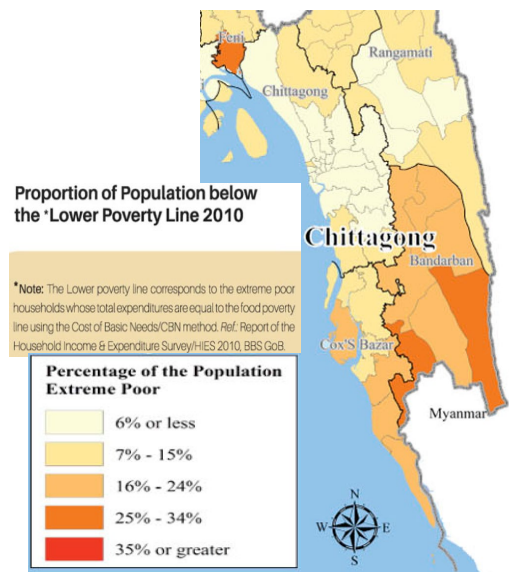 Feni
Rangamati
Chittagong
Proportion of Population below
the *Lower Poverty Line 2010
Chittagong
Bandarban
*Note: The Lower poverty line corresponds to the extreme poor
households whose total expenditures are equal to the food poverty
line using the Cost of Basic Needs/CBN method. Ref: Report of the
Household Income & Expenditure Survey/HIES 2010, BBS GoB.
Cox'S Bazar
Percentage of the Population
Extreme Poor
6% or less
7% - 15%
16% - 24%
25% - 34%
35% or greater
Myanmar
N
W
E
S